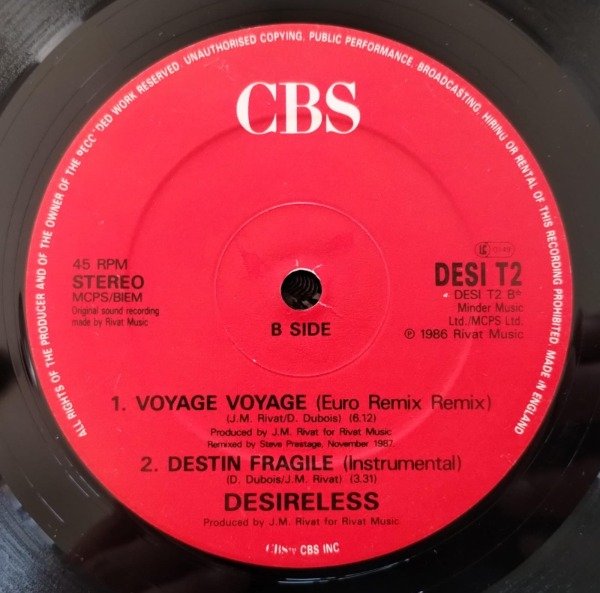 ALL RIGHTS OF THE PRODUCER AND OF THE OWNER OF THE REC DED WORK RESERVED. UNAUTHORISED COPYING, PUBLIC PERFORMANCE, BROADCASTING, HIRING OR RENTAL OF THIS RECORDING PROHIBITED. MADE IN ENGLAND
CBS
45 RPM
STEREO
MCPS/BIEM
Original sound recording
made by Rivat Music
B SIDE
DESI T2
DESI T2 B
Minder Music
Ltd./MCPS Ltd.
℗ 1986 Rivat Music
1. VOYAGE VOYAGE (Euro Remix Remix)
(J.M. Rivat/D. Dubois) (6.12)
Produced by J.M. Rivat for Rivat Music
Remixed by Steve Prestage, November 1987.
2. DESTIN FRAGILE (Instrumental)
(D. Dubois/J.M. Rivat) (3.31)
DESIRELESS
Produced by J.M. Rivat for Rivat Music
CBS CBS INC